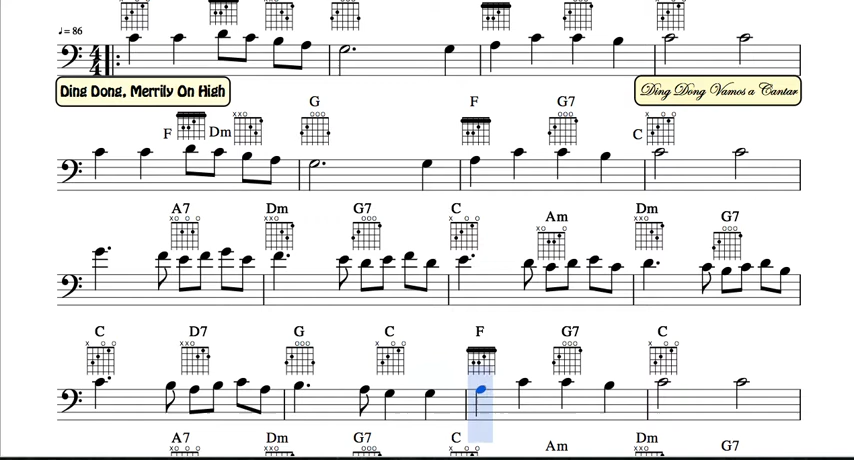 ♩= 86
Ding Dong, Merrily On High
Ding Dong Vamos a Cantar
F Dm G F G7 C
A7 Dm G7 C Am Dm G7
C D7 G C F G7 C
A7 Dm G7 C Am Dm G7